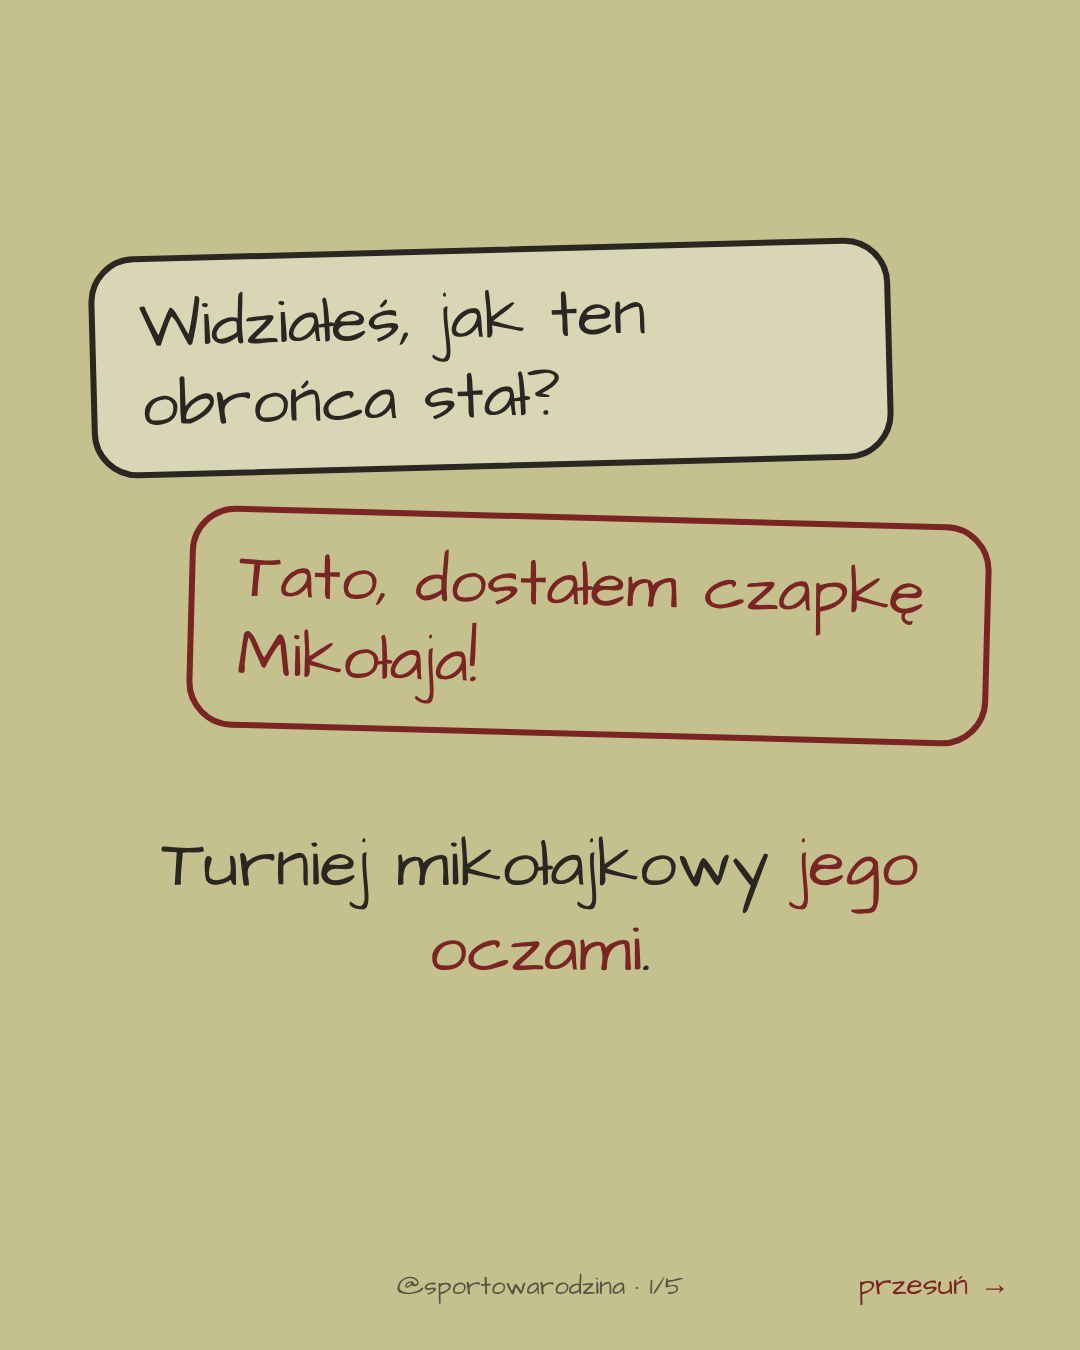 Widziałeś, jak ten
obrońca stał?
Tato, dostałem czapkę
Mikołaja!
Turniej mikołajkowy jego
oczami.
@sportowarodzina · 1/5
przesuń →